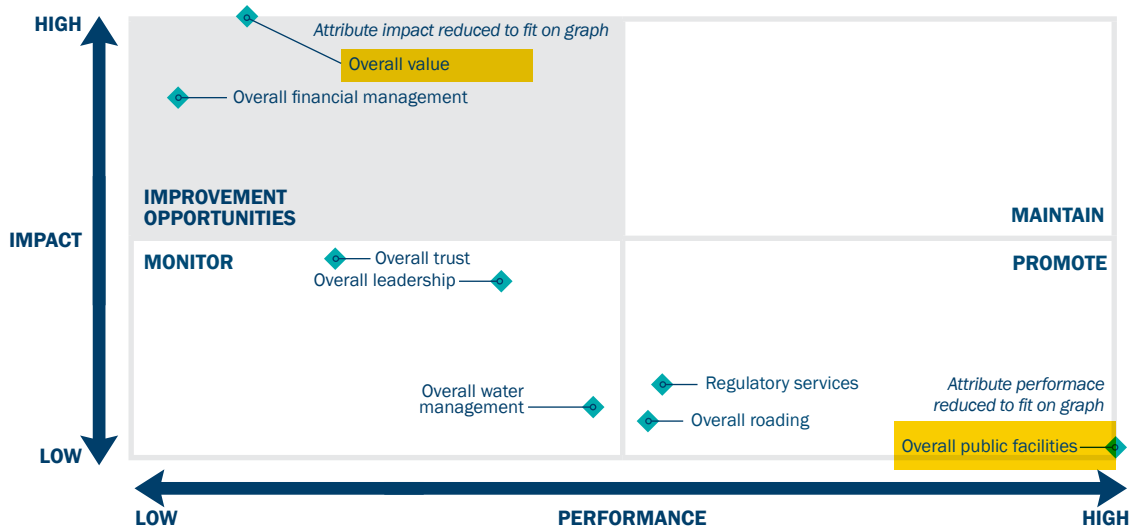 HIGH
Attribute impact reduced to fit on graph
Overall value
Overall financial management
IMPROVEMENT
OPPORTUNITIES
MAINTAIN
IMPACT
MONITOR
Overall trust
PROMOTE
Overall leadership
Overall water
management
Regulatory services
Overall roading
Attribute performace
reduced to fit on graph
Overall public facilities
LOW
LOW
PERFORMANCE
HIGH